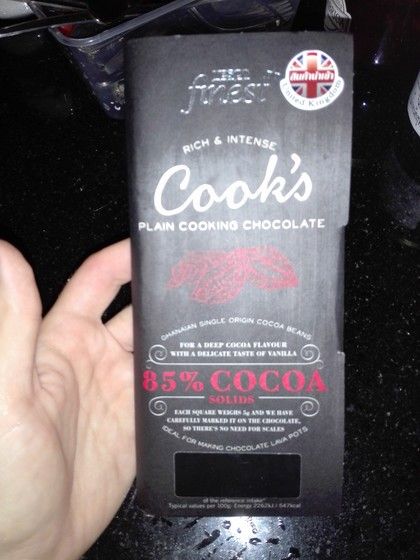 TESCO
finest
สินค้านำเข้า
United Kingdom
RICH & INTENSE
Cook's
PLAIN COOKING CHOCOLATE
GHANAIAN SINGLE ORIGIN COCOA BEANS
FOR A DEEP COCOA FLAVOUR
WITH A DELICATE TASTE OF VANILLA
85% COCOA
SOLIDS
EACH SQUARE WEIGHS 5g AND WE HAVE
CAREFULLY MARKED IT ON THE CHOCOLATE,
SO THERE'S NO NEED FOR SCALES
IDEAL FOR MAKING CHOCOLATE LAVA POTS
of the reference intake*
Typical values per 100g: Energy 2262kJ / 547kcal